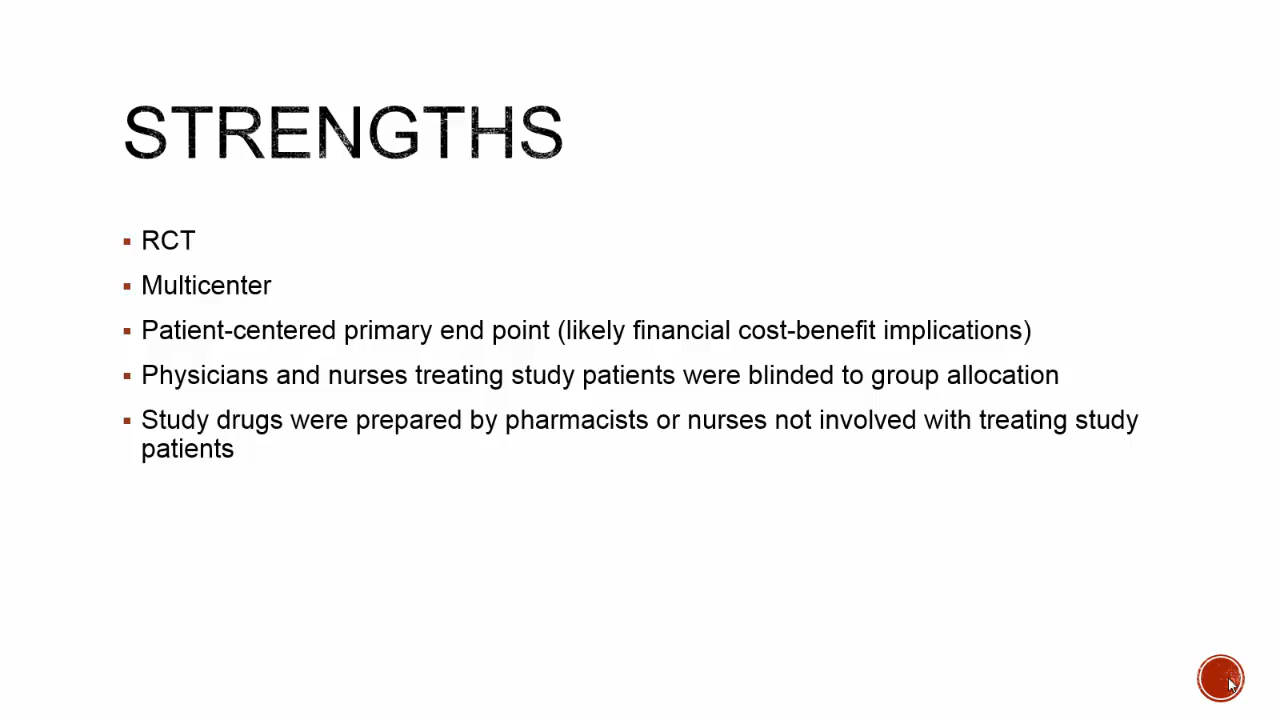 STRENGTHS
▪ RCT
▪ Multicenter
▪ Patient-centered primary end point (likely financial cost-benefit implications)
▪ Physicians and nurses treating study patients were blinded to group allocation
▪ Study drugs were prepared by pharmacists or nurses not involved with treating study
patients